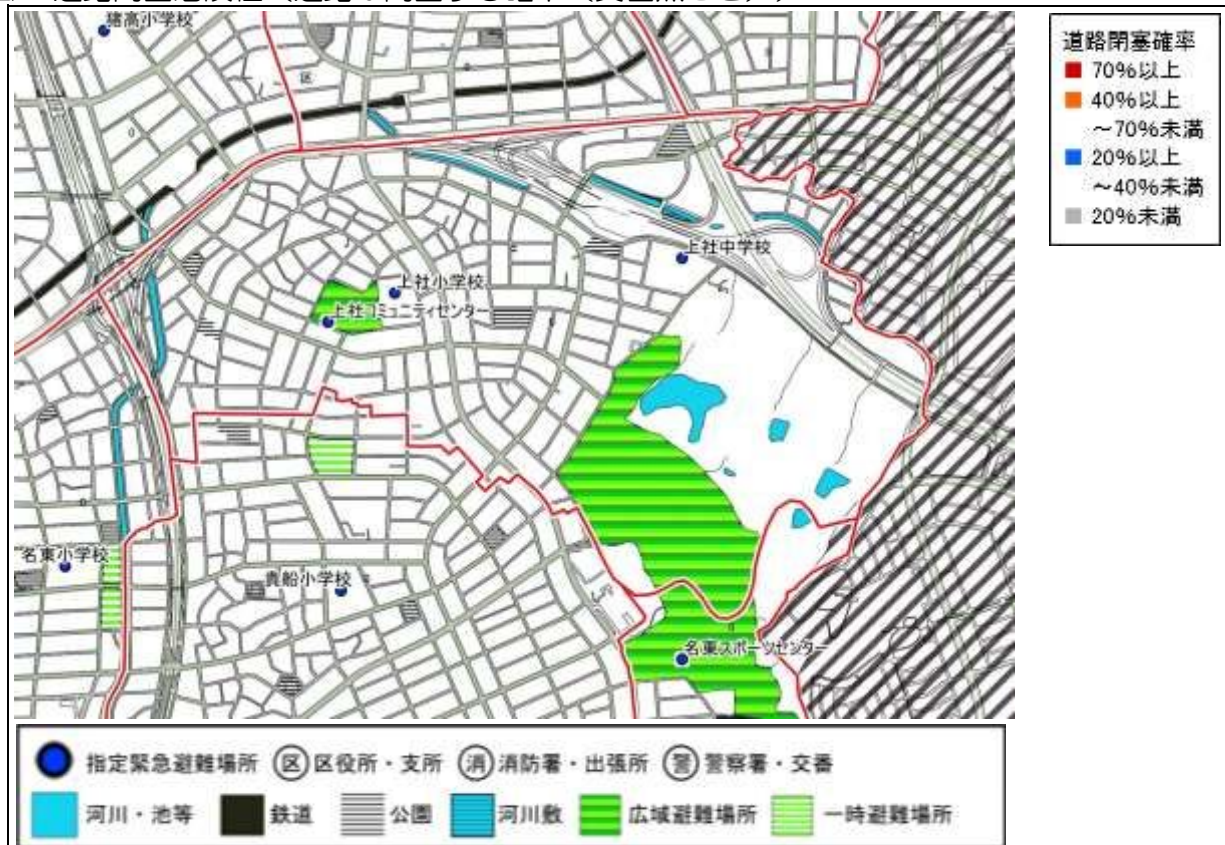 道路閉塞確率
70%以上
40%以上
～70%未満
20%以上
～40%未満
20%未満
猪高小学校
区
上社中学校
上社小学校
上社コミュニティセンター
名東小学校
貴船小学校
名東スポーツセンター
指定緊急避難場所 区 区役所・支所 消 消防署・出張所 警 警察署・交番
河川・池等 鉄道 公園 河川敷 広域避難場所 一時避難場所